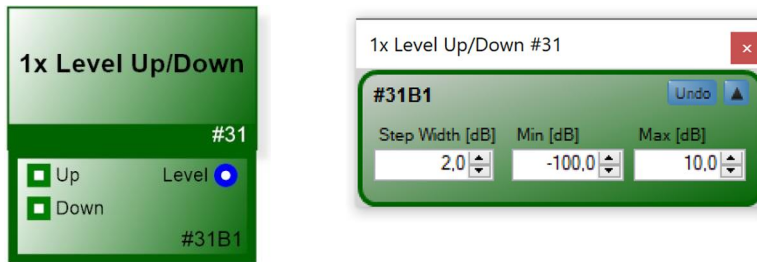 1x Level Up/Down
#31
Up Level
Down
#31B1
1x Level Up/Down #31
×
#31B1 Undo ▲
Step Width [dB] Min [dB] Max [dB]
2,0 -100,0 10,0